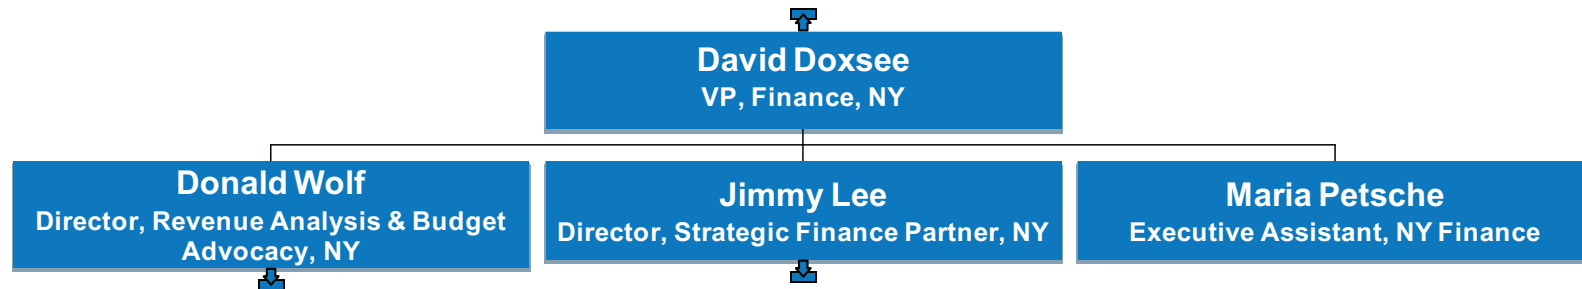 David Doxsee
VP, Finance, NY
Donald Wolf
Director, Revenue Analysis & Budget
Advocacy, NY
Jimmy Lee
Director, Strategic Finance Partner, NY
Maria Petsche
Executive Assistant, NY Finance